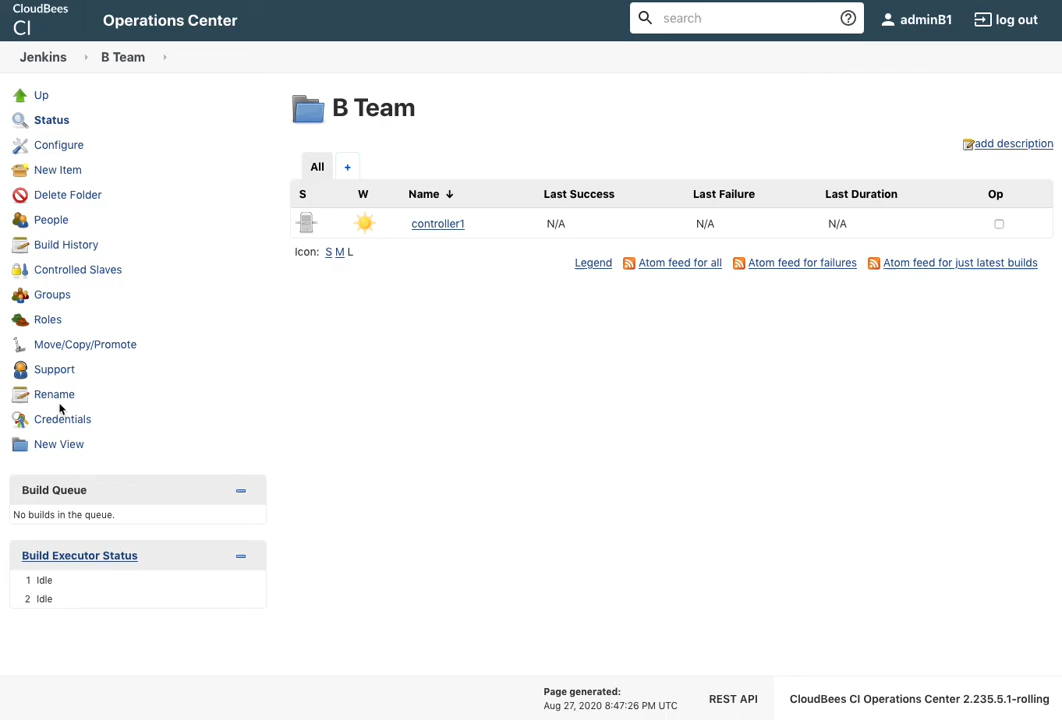 CloudBees
CI
Operations Center
search
adminB1
log out
Jenkins
B Team
Up
Status
Configure
New Item
Delete Folder
People
Build History
Controlled Slaves
Groups
Roles
Move/Copy/Promote
Support
Rename
Credentials
New View
Build Queue
No builds in the queue.
Build Executor Status
1 Idle
2 Idle
B Team
add description
All +
S W Name ↓ Last Success Last Failure Last Duration Op
controller1 N/A N/A N/A
Icon: S M L
Legend Atom feed for all Atom feed for failures Atom feed for just latest builds
Page generated:
Aug 27, 2020 8:47:26 PM UTC
REST API
CloudBees CI Operations Center 2.235.5.1-rolling